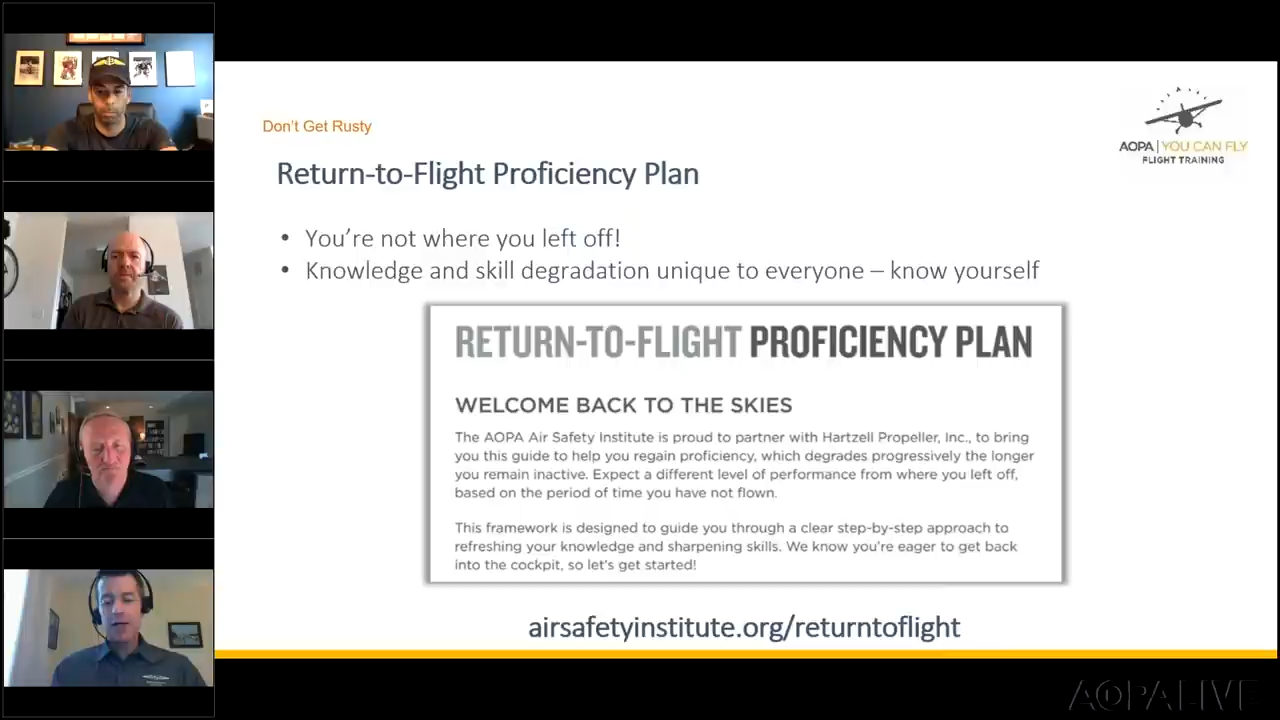 Don't Get Rusty
AOPA | YOU CAN FLY
FLIGHT TRAINING
Return-to-Flight Proficiency Plan
• You're not where you left off!
• Knowledge and skill degradation unique to everyone – know yourself
RETURN-TO-FLIGHT PROFICIENCY PLAN
WELCOME BACK TO THE SKIES
The AOPA Air Safety Institute is proud to partner with Hartzell Propeller, Inc., to bring
you this guide to help you regain proficiency, which degrades progressively the longer
you remain inactive. Expect a different level of performance from where you left off,
based on the period of time you have not flown.
This framework is designed to guide you through a clear step-by-step approach to
refreshing your knowledge and sharpening skills. We know you're eager to get back
into the cockpit, so let's get started!
airsafetyinstitute.org/returntoflight
AOPALIVE